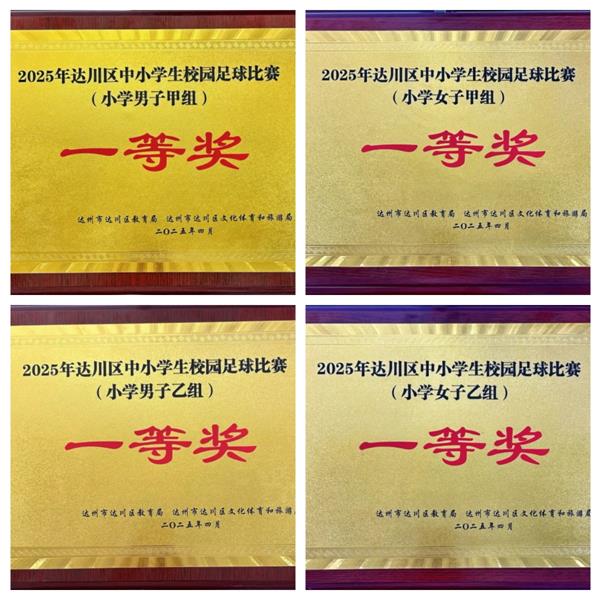 2025年达川区中小学生校园足球比赛
（小学男子甲组）
一等奖
达州市达川区教育局 达州市达川区文化体育和旅游局
二〇二五年四月
2025年达川区中小学生校园足球比赛
（小学女子甲组）
一等奖
达州市达川区教育局 达州市达川区文化体育和旅游局
二〇二五年四月
2025年达川区中小学生校园足球比赛
（小学男子乙组）
一等奖
达州市达川区教育局 达州市达川区文化体育和旅游
二〇二五年四月
2025年达川区中小学生校园足球比赛
（小学女子乙组）
一等奖
达州市达川区教育局 达州市达川区文化体育和旅游局
二〇二五年四月